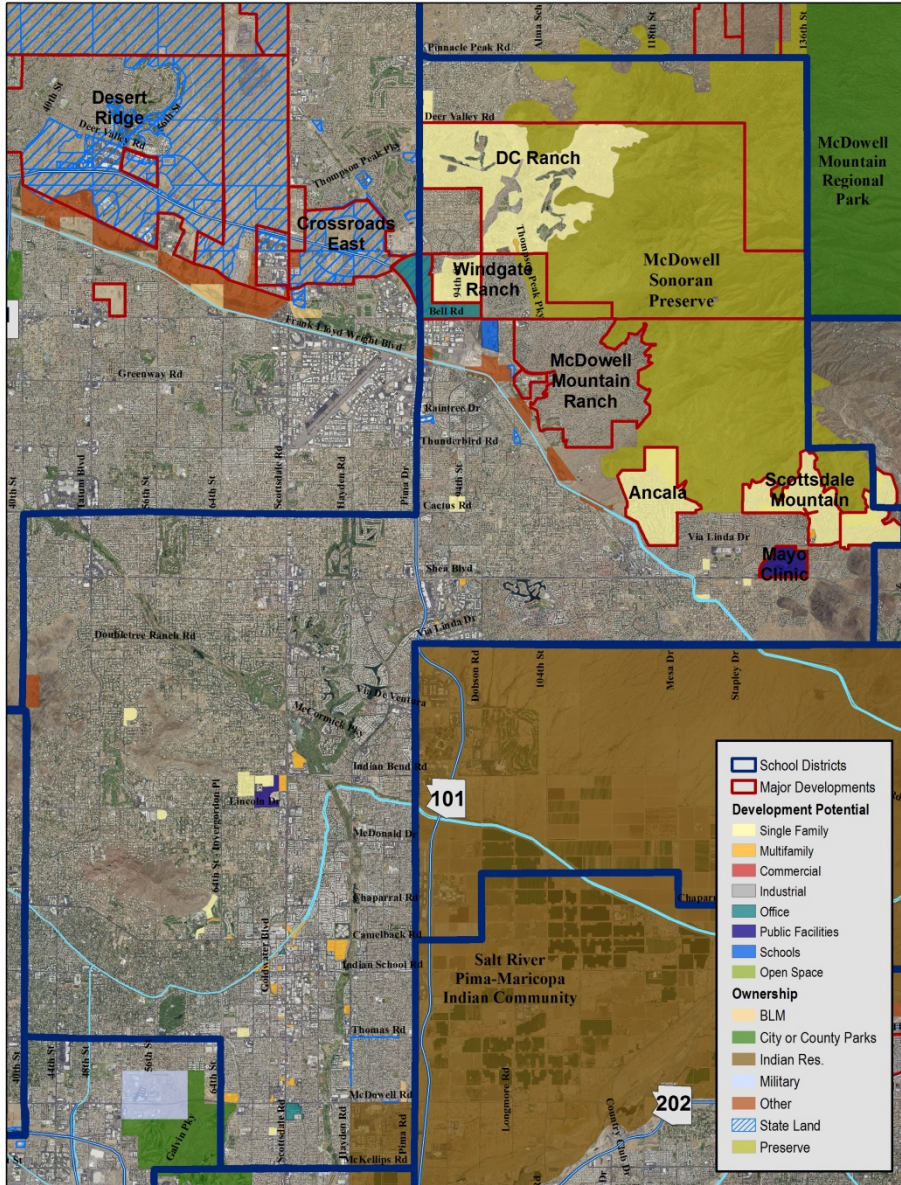 Pinnacle Peak Rd
Alma Sch
118th St
136th St
40th St
56th St
Desert
Ridge
Deer Valley Rd
Deer Valley Rd
Thompson Peak Pky
DC Ranch
McDowell
Mountain
Regional
Park
Crossroads
East
94th St
Windgate
Ranch
Thompson Peak Pky
McDowell
Sonoran
Preserve
Bell Rd
Frank Lloyd Wright Blvd
Greenway Rd
McDowell
Mountain
Ranch
Raintree Dr
Thunderbird Rd
40th St
Tatum Blvd
56th St
64th St
Scottsdale Rd
Hayden Rd
Pima Dr
94th St
Cactus Rd
Ancala
Scottsdale
Mountain
Via Linda Dr
Mayo
Clinic
Shea Blvd
Via Linda Dr
Doubletree Ranch Rd
Dobson Rd
104th St
Mesa Dr
Stapley Dr
Via De Ventura
McCormick Pky
Indian Bend Rd
Lincoln Dr
Invergordon Pl
64th St
101
McDonald Dr
Chaparral Rd
Chapar
Camelback Rd
Indian School Rd
Goldwater Blvd
Salt River
Pima-Maricopa
Indian Community
Thomas Rd
40th St
44th St
48th St
56th St
64th St
McDowell Rd
Galvin Pky
Scottsdale Rd
Hayden Rd
Pima Rd
McKellips Rd
Longmore Rd
Country Club Dr
202
Dr
St
Rd
School Districts
Major Developments
Development Potential
Single Family
Multifamily
Commercial
Industrial
Office
Public Facilities
Schools
Open Space
Ownership
BLM
City or County Parks
Indian Res.
Military
Other
State Land
Preserve